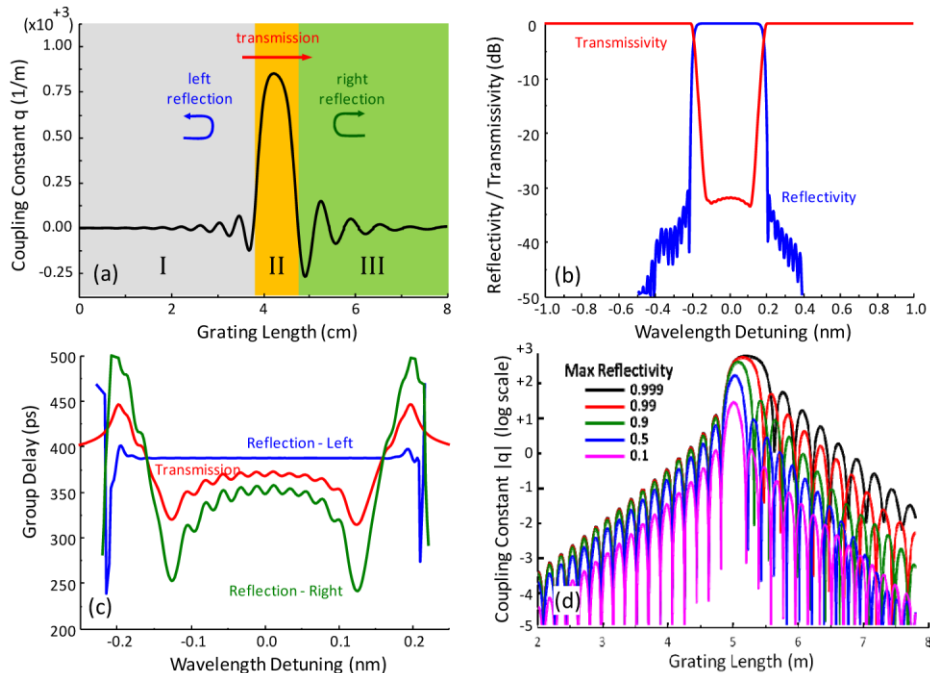 (x10⁺³)
1.00
0.75
0.50
0.25
0.00
-0.25
Coupling Constant q (1/m)
transmission
left
reflection
right
reflection
I
II
III
(a)
0
2
4
6
8
Grating Length (cm)
0
-10
-20
-30
-40
-50
Reflectivity / Transmissivity (dB)
Transmissivity
Reflectivity
(b)
-1.0
-0.8
-0.6
-0.4
-0.2
0.0
0.2
0.4
0.6
0.8
1.0
Wavelength Detuning (nm)
500
450
400
350
300
250
200
Group Delay (ps)
Reflection - Left
Transmission
Reflection - Right
(c)
-0.2
-0.1
0.0
0.1
0.2
Wavelength Detuning (nm)
+3
+2
+1
0
-1
-2
-3
-4
-5
Coupling Constant |q| (log scale)
Max Reflectivity
0.999
0.99
0.9
0.5
0.1
(d)
2
3
4
5
6
7
8
Grating Length (m)